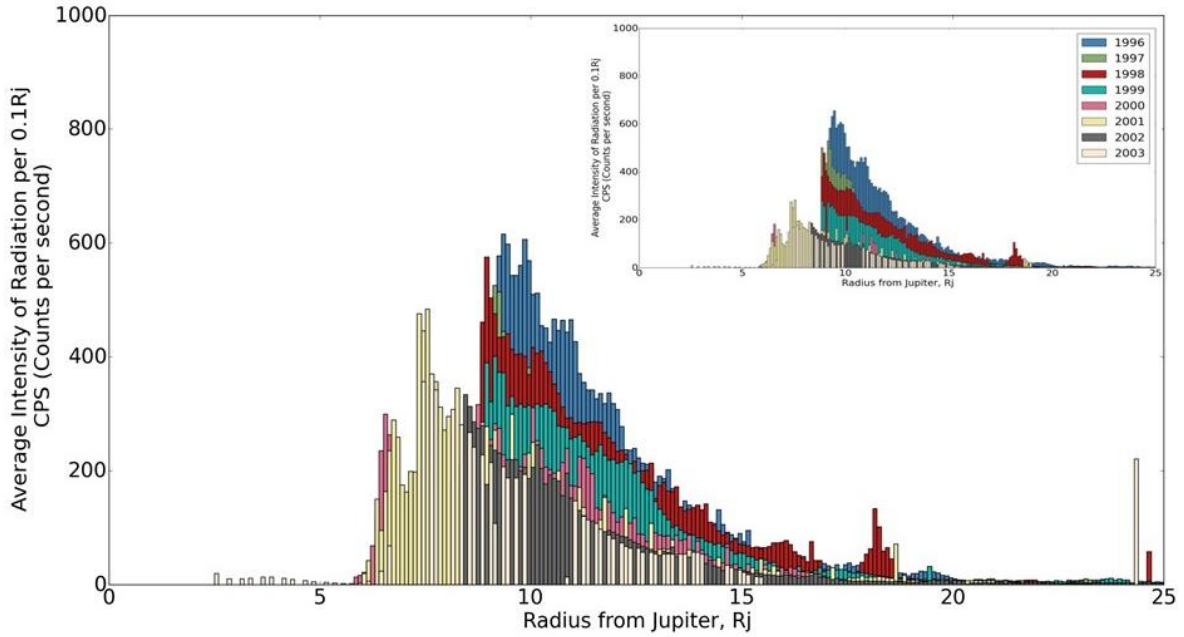 1000
800
600
400
200
0
Average Intensity of Radiation per 0.1Rj
CPS (Counts per second)
0 5 10 15 20 25
Radius from Jupiter, Rj
1000
800
600
400
200
0
Average Intensity of Radiation per 0.1Rj
CPS (Counts per second)
0 5 10 15 20 25
Radius from Jupiter, Rj
1996
1997
1998
1999
2000
2001
2002
2003